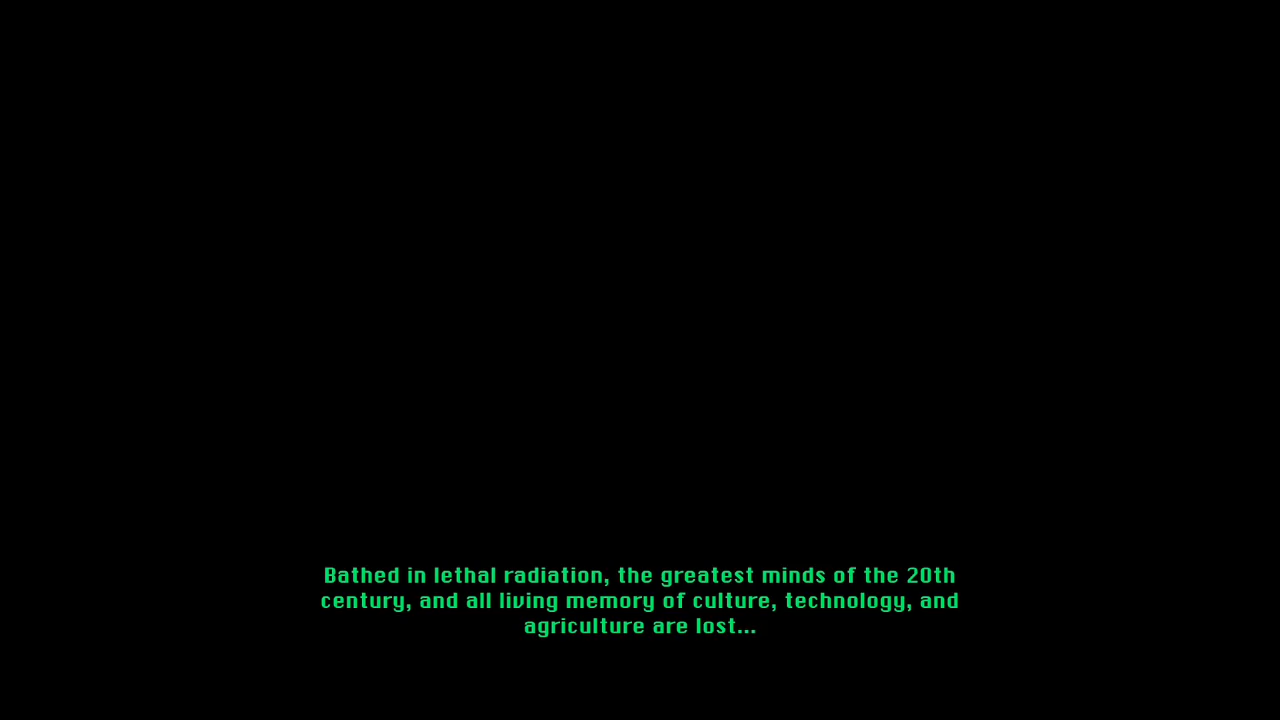 Bathed in lethal radiation, the greatest minds of the 20th
century, and all living memory of culture, technology, and
agriculture are lost...